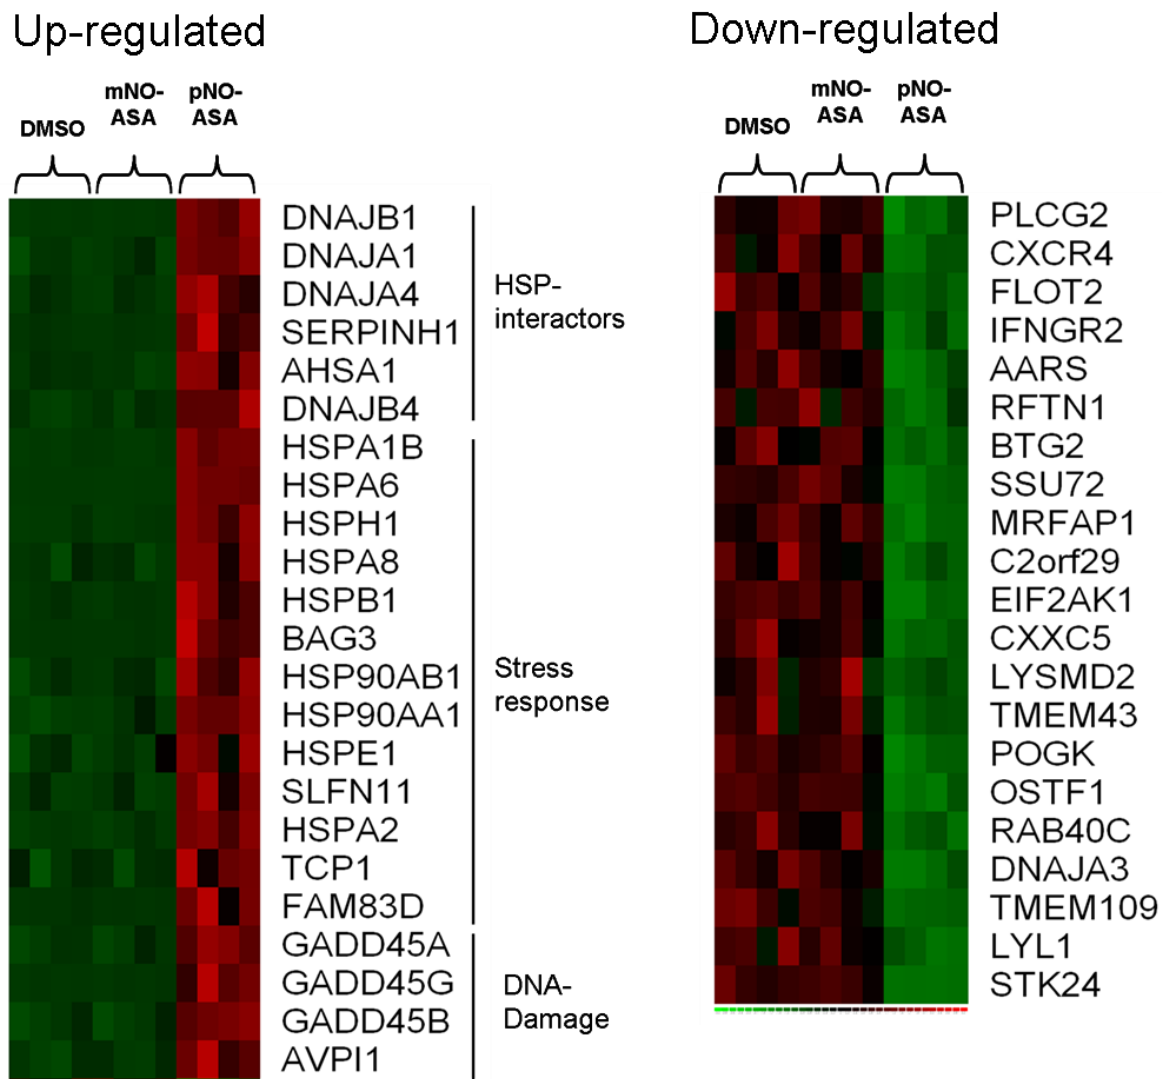 Up-regulated
DMSO
mNO-
ASA
pNO-
ASA
DNAJB1
DNAJA1
DNAJA4
SERPINH1
AHSA1
DNAJB4
HSPA1B
HSPA6
HSPH1
HSPA8
HSPB1
BAG3
HSP90AB1
HSP90AA1
HSPE1
SLFN11
HSPA2
TCP1
FAM83D
GADD45A
GADD45G
GADD45B
AVPI1
HSP-
interactors
Stress
response
DNA-
Damage
Down-regulated
DMSO
mNO-
ASA
pNO-
ASA
PLCG2
CXCR4
FLOT2
IFNGR2
AARS
RFTN1
BTG2
SSU72
MRFAP1
C2orf29
EIF2AK1
CXXC5
LYSMD2
TMEM43
POGK
OSTF1
RAB40C
DNAJA3
TMEM109
LYL1
STK24